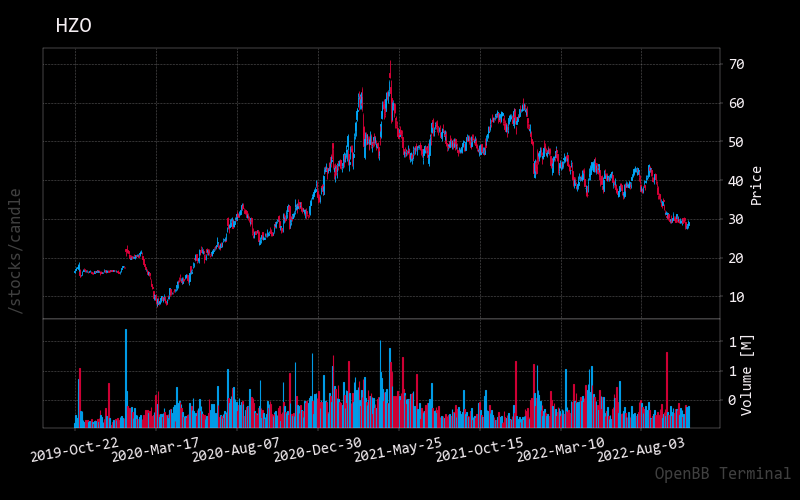 HZO
70
60
50
40
30
20
10
Price
1
1
0
Volume [M]
2019-Oct-22 2020-Mar-17 2020-Aug-07 2020-Dec-30 2021-May-25 2021-Oct-15 2022-Mar-10 2022-Aug-03
/stocks/candle
OpenBB Terminal